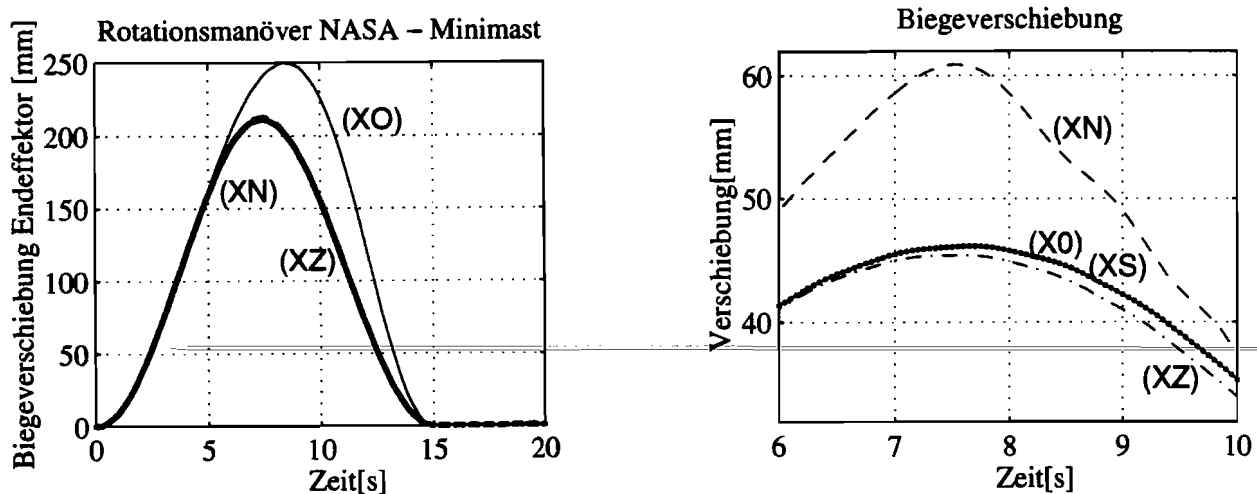 Rotationsmanöver NASA – Minimast
Biegeverschiebung Endeffektor [mm]
250
200
150
100
50
0
(XO)
(XN)
(XZ)
0
5
10
15
20
Zeit[s]
Biegeverschiebung
Verschiebung[mm]
60
50
40
(XN)
(X0)
(XS)
(XZ)
6
7
8
9
10
Zeit[s]